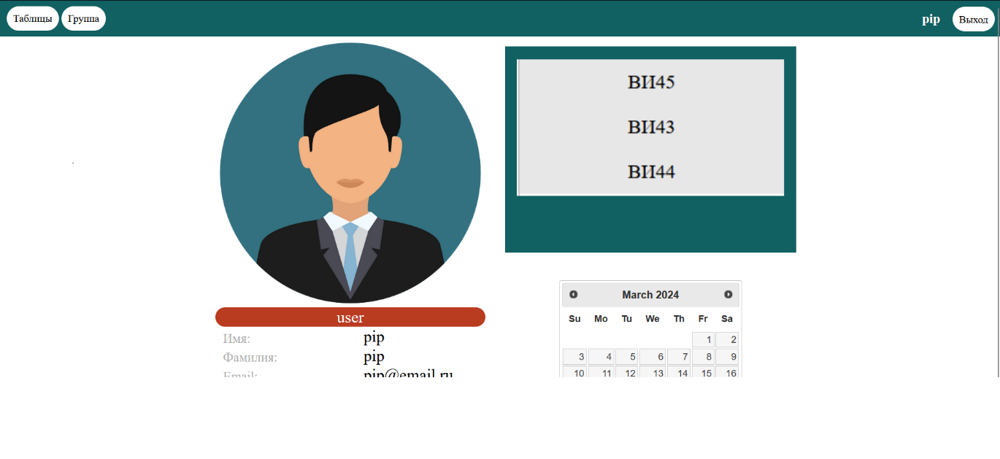 Таблицы Группа pip Выход
ВИ45
ВИ43
ВИ44
user
Имя: pip
Фамилия: pip
Email: pip@email.ru
March 2024
Su Mo Tu We Th Fr Sa
1 2
3 4 5 6 7 8 9
10 11 12 13 14 15 16